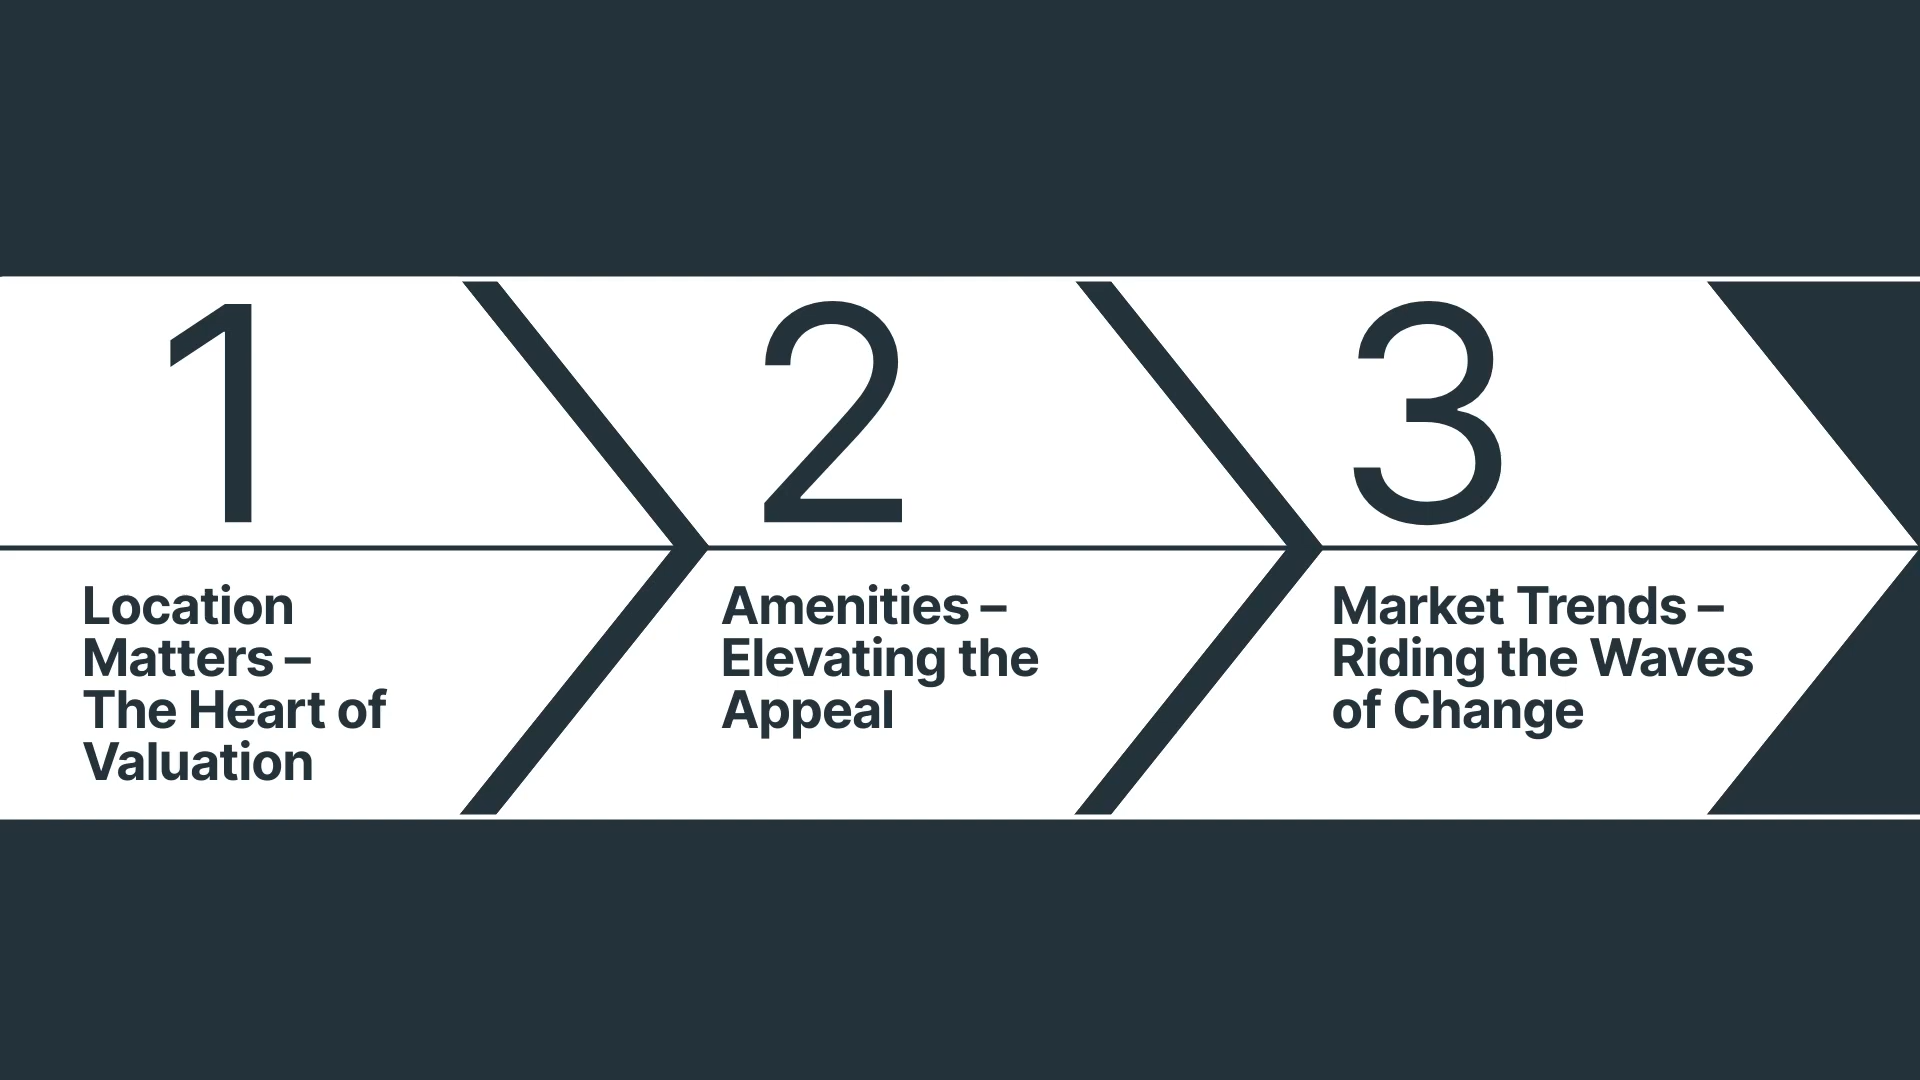 1
Location
Matters –
The Heart of
Valuation
2
Amenities –
Elevating the
Appeal
3
Market Trends –
Riding the Waves
of Change